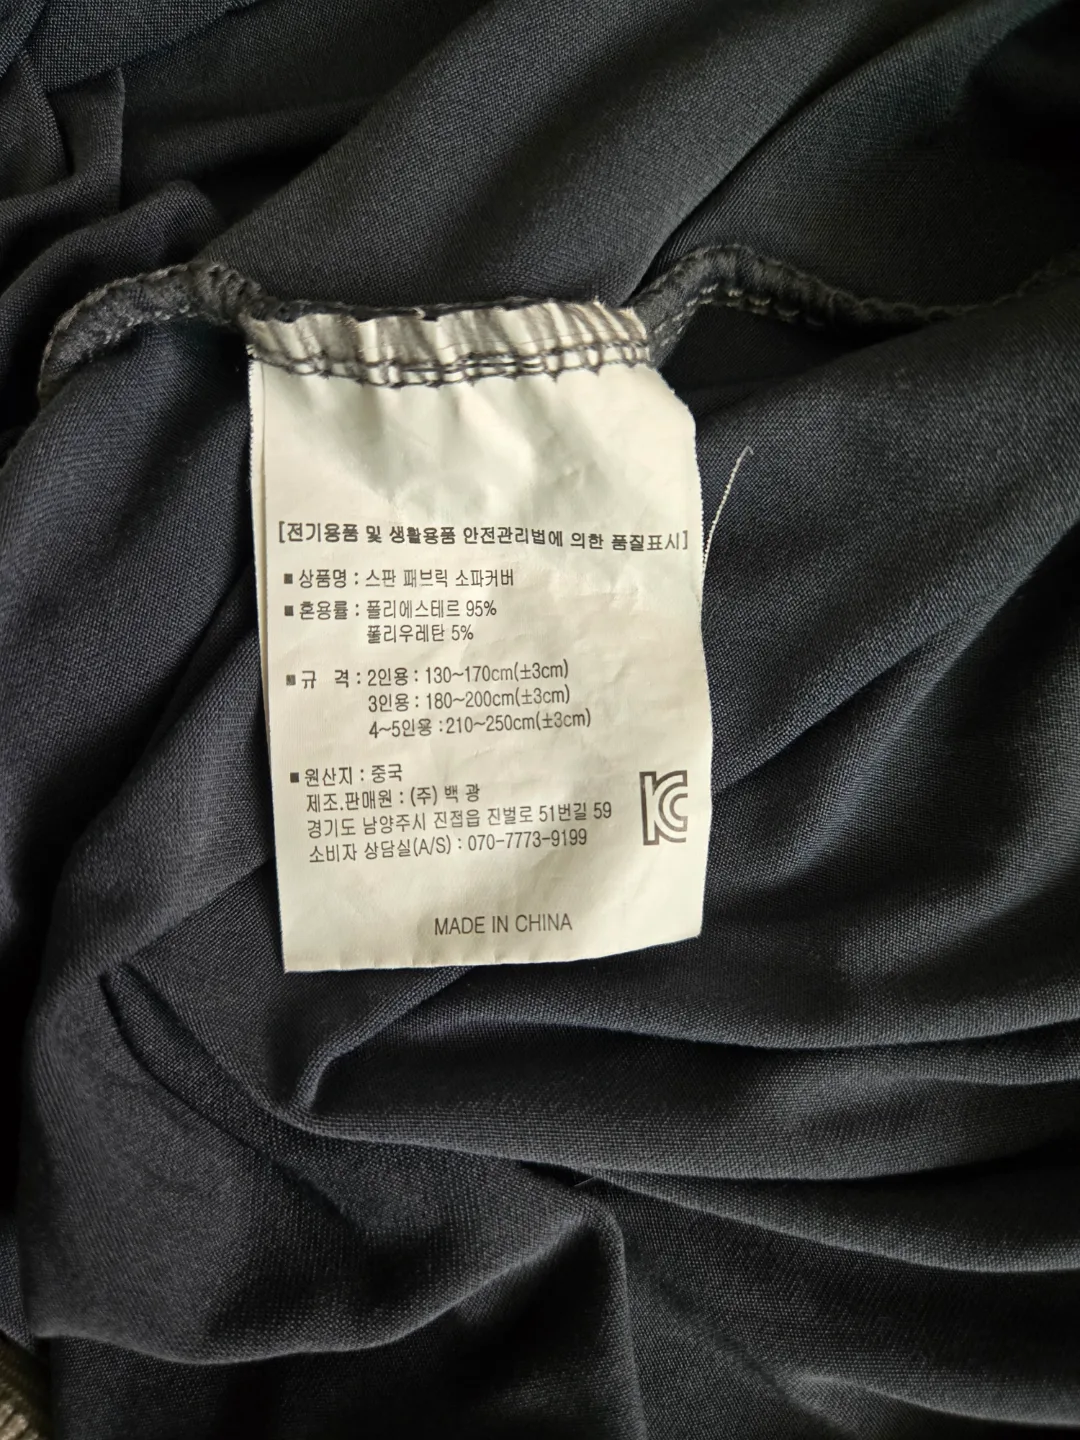 [전기용품 및 생활용품 안전관리법에 의한 품질표시]
■ 상품명 : 스판 패브릭 소파커버
■ 혼용률 : 폴리에스테르 95%
폴리우레탄 5%
■ 규 격 : 2인용 : 130~170cm(±3cm)
3인용 : 180~200cm(±3cm)
4~5인용 :210~250cm(±3cm)
■ 원산지 : 중국
제조.판매원 : (주) 백 광
경기도 남양주시 진접읍 진벌로 51번길 59
소비자 상담실(A/S) : 070-7773-9199
KC
MADE IN CHINA